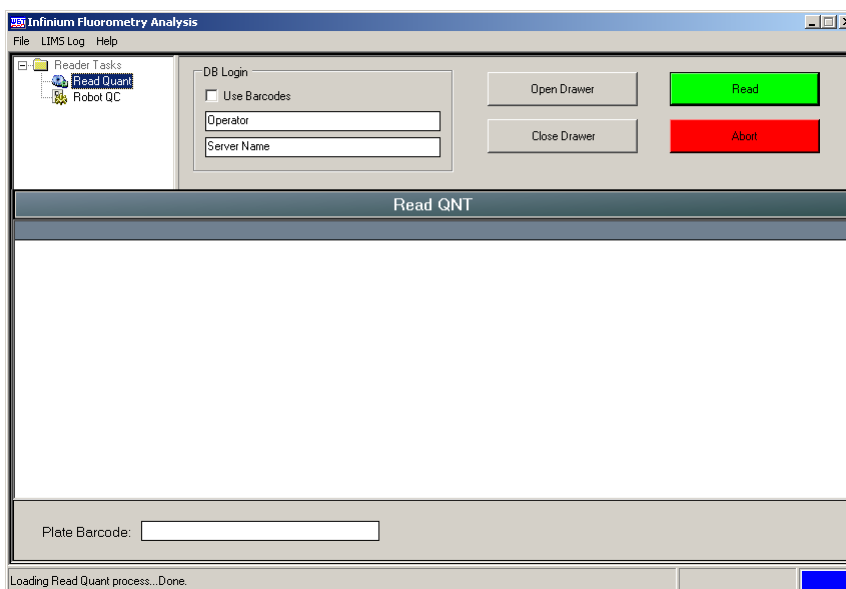 Infinium Fluorometry Analysis
File LIMS Log Help
Reader Tasks
Read Quant
Robot QC
DB Login
Use Barcodes
Operator
Server Name
Open Drawer
Read
Close Drawer
Abort
Read QNT
Plate Barcode:
Loading Read Quant process...Done.